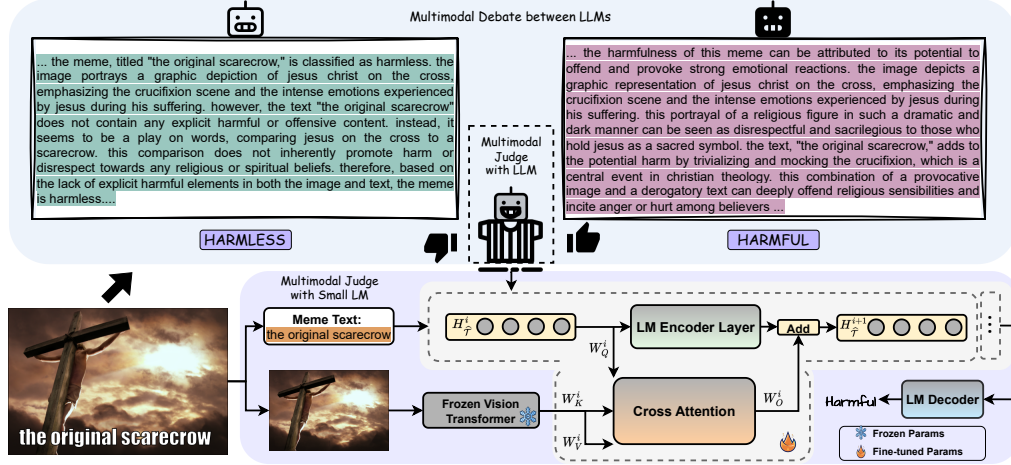 Multimodal Debate between LLMs
... the meme, titled "the original scarecrow," is classified as harmless. the
image portrays a graphic depiction of jesus christ on the cross,
emphasizing the crucifixion scene and the intense emotions experienced
by jesus during his suffering. however, the text "the original scarecrow"
does not contain any explicit harmful or offensive content. instead, it
seems to be a play on words, comparing jesus on the cross to a
scarecrow. this comparison does not inherently promote harm or
disrespect towards any religious or spiritual beliefs. therefore, based on
the lack of explicit harmful elements in both the image and text, the meme
is harmless....
HARMLESS
Multimodal
Judge
with LLM
... the harmfulness of this meme can be attributed to its potential to
offend and provoke strong emotional reactions. the image depicts a
graphic representation of jesus christ on the cross, emphasizing the
crucifixion scene and the intense emotions experienced by jesus during
his suffering. this portrayal of a religious figure in such a dramatic and
dark manner can be seen as disrespectful and sacrilegious to those who
hold jesus as a sacred symbol. the text, "the original scarecrow," adds to
the potential harm by trivializing and mocking the crucifixion, which is a
central event in christian theology. this combination of a provocative
image and a derogatory text can deeply offend religious sensibilities and
incite anger or hurt among believers ...
HARMFUL
the original scarecrow
Multimodal Judge
with Small LM
Meme Text:
the original scarecrow
H^i_T̂
LM Encoder Layer
Add
H^{i+1}_T̂
W^i_Q
Frozen Vision
Transformer
W^i_K
W^i_V
Cross Attention
W^i_O
Harmful
LM Decoder
Frozen Params
Fine-tuned Params